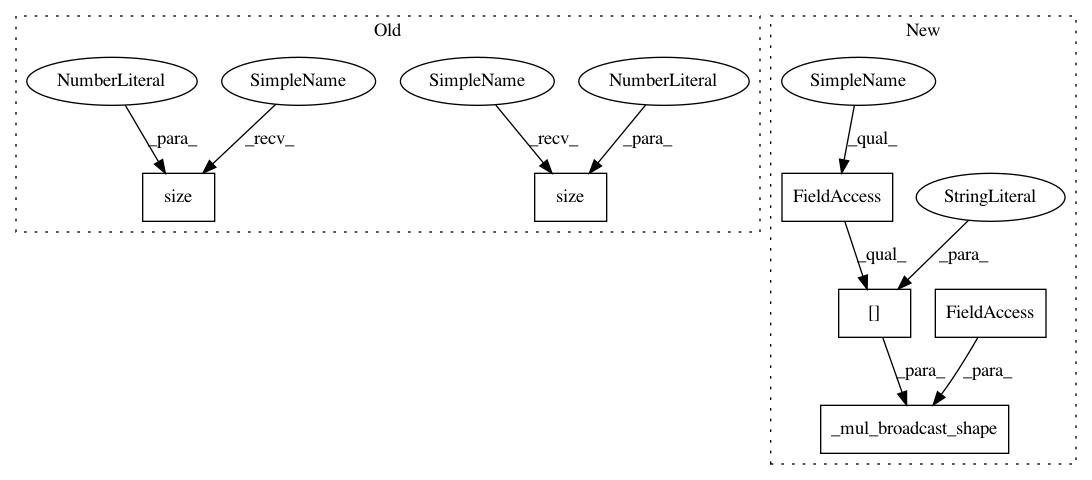 Old
New
NumberLiteral
SimpleName
SimpleName
NumberLiteral
SimpleName
_para_
_recv_
_recv_
_para_
_qual_
size
size
FieldAccess
StringLiteral
_qual_
_para_
[]
FieldAccess
_para_
_para_
_mul_broadcast_shape